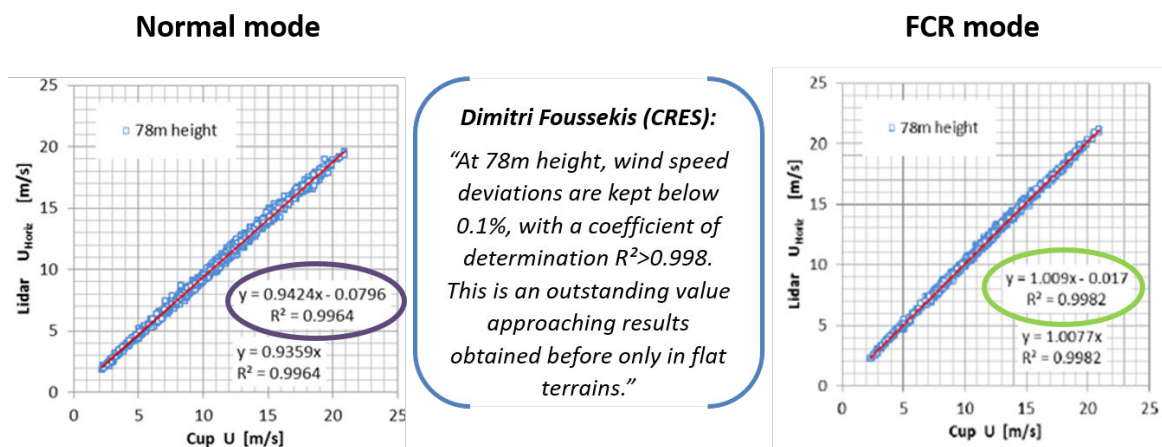 Normal mode
FCR mode
25
20
15
10
5
0
Lidar U_Horiz [m/s]
78m height
y = 0.9424x - 0.0796
R² = 0.9964
y = 0.9359x
R² = 0.9964
0 5 10 15 20 25
Cup U [m/s]
Dimitri Foussekis (CRES):
“At 78m height, wind speed
deviations are kept below
0.1%, with a coefficient of
determination R²>0.998.
This is an outstanding value
approaching results
obtained before only in flat
terrains.”
25
20
15
10
5
0
Lidar U_Horiz [m/s]
78m height
y = 1.009x - 0.017
R² = 0.9982
y = 1.0077x
R² = 0.9982
0 5 10 15 20 25
Cup U [m/s]